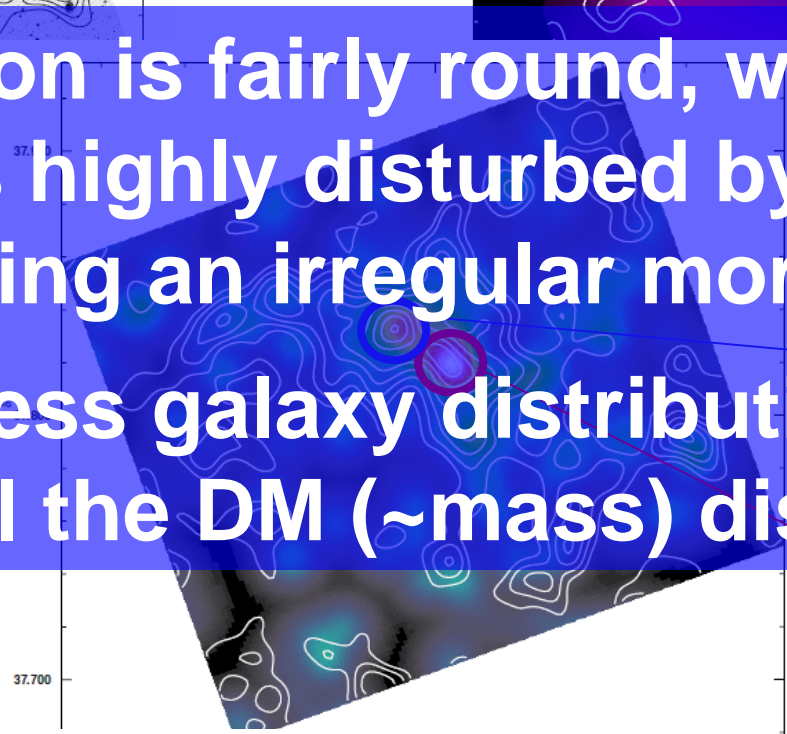 on is fairly round, w
s highly disturbed by
ing an irregular mor
ess galaxy distribut
l the DM (~mass) dis
37.700